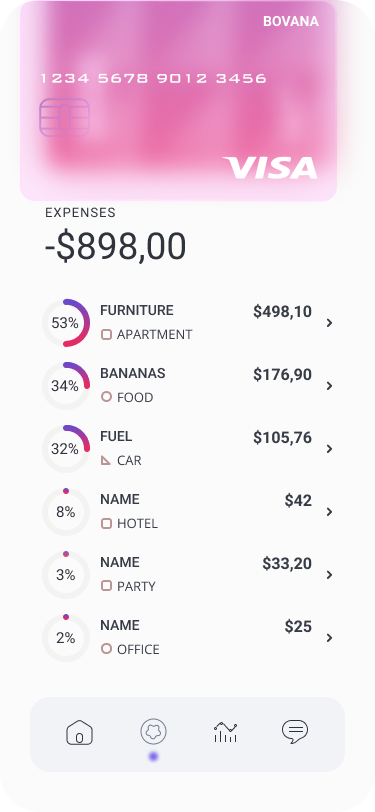 BOVANA
1234 5678 9012 3456
VISA
EXPENSES
-$898,00
53% FURNITURE $498,10
APARTMENT
34% BANANAS $176,90
FOOD
32% FUEL $105,76
CAR
8% NAME $42
HOTEL
3% NAME $33,20
PARTY
2% NAME $25
OFFICE
0